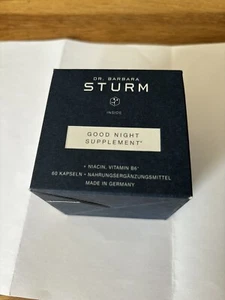 DR. BARBARA
STURM
INSIDE
GOOD NIGHT
SUPPLEMENT*
+ NIACIN, VITAMIN B6*
60 KAPSELN • NAHRUNGSERGÄNZUNGSMITTEL
MADE IN GERMANY